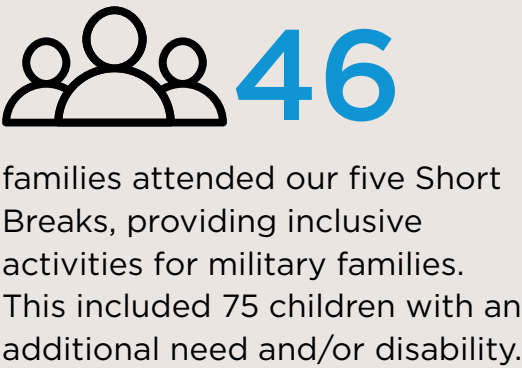 46
families attended our five Short
Breaks, providing inclusive
activities for military families.
This included 75 children with an
additional need and/or disability.